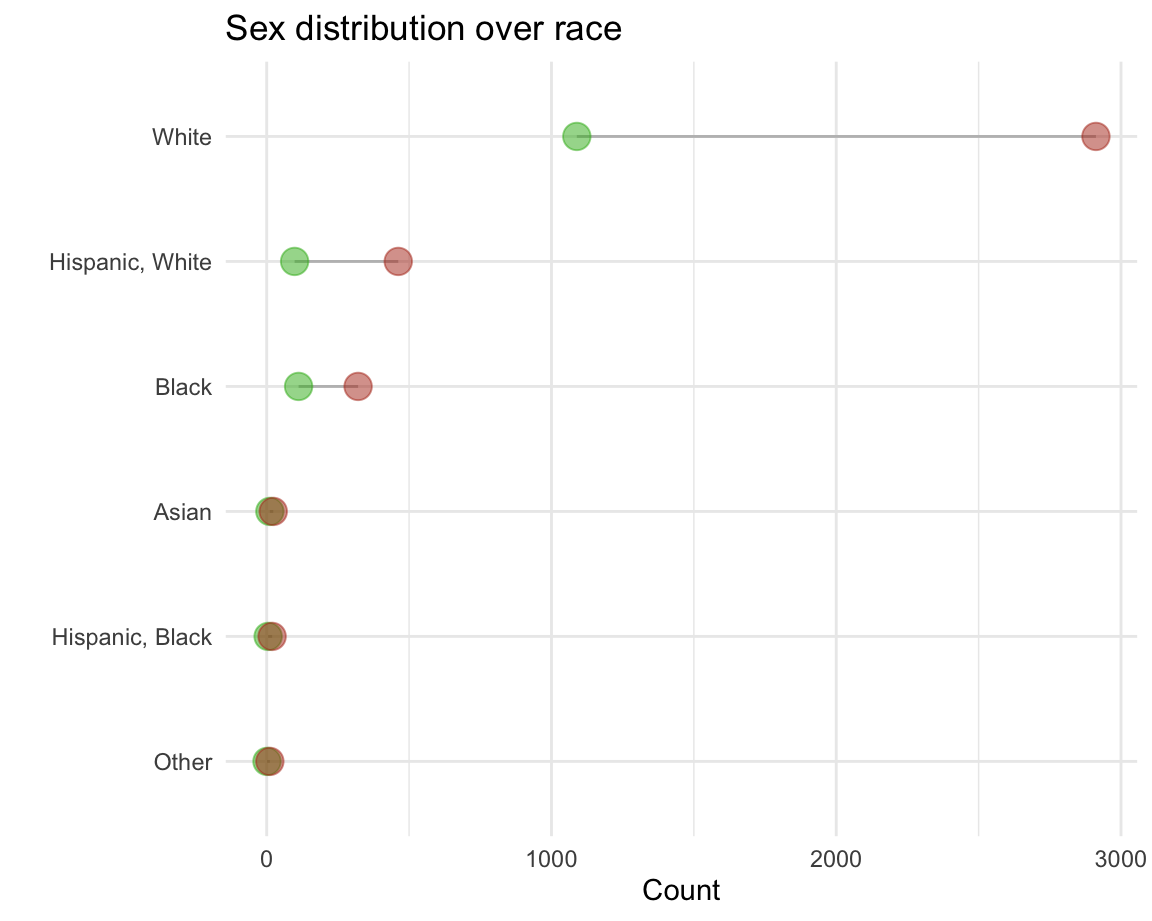 Sex distribution over race
White
Hispanic, White
Black
Asian
Hispanic, Black
Other
0 1000 2000 3000
Count